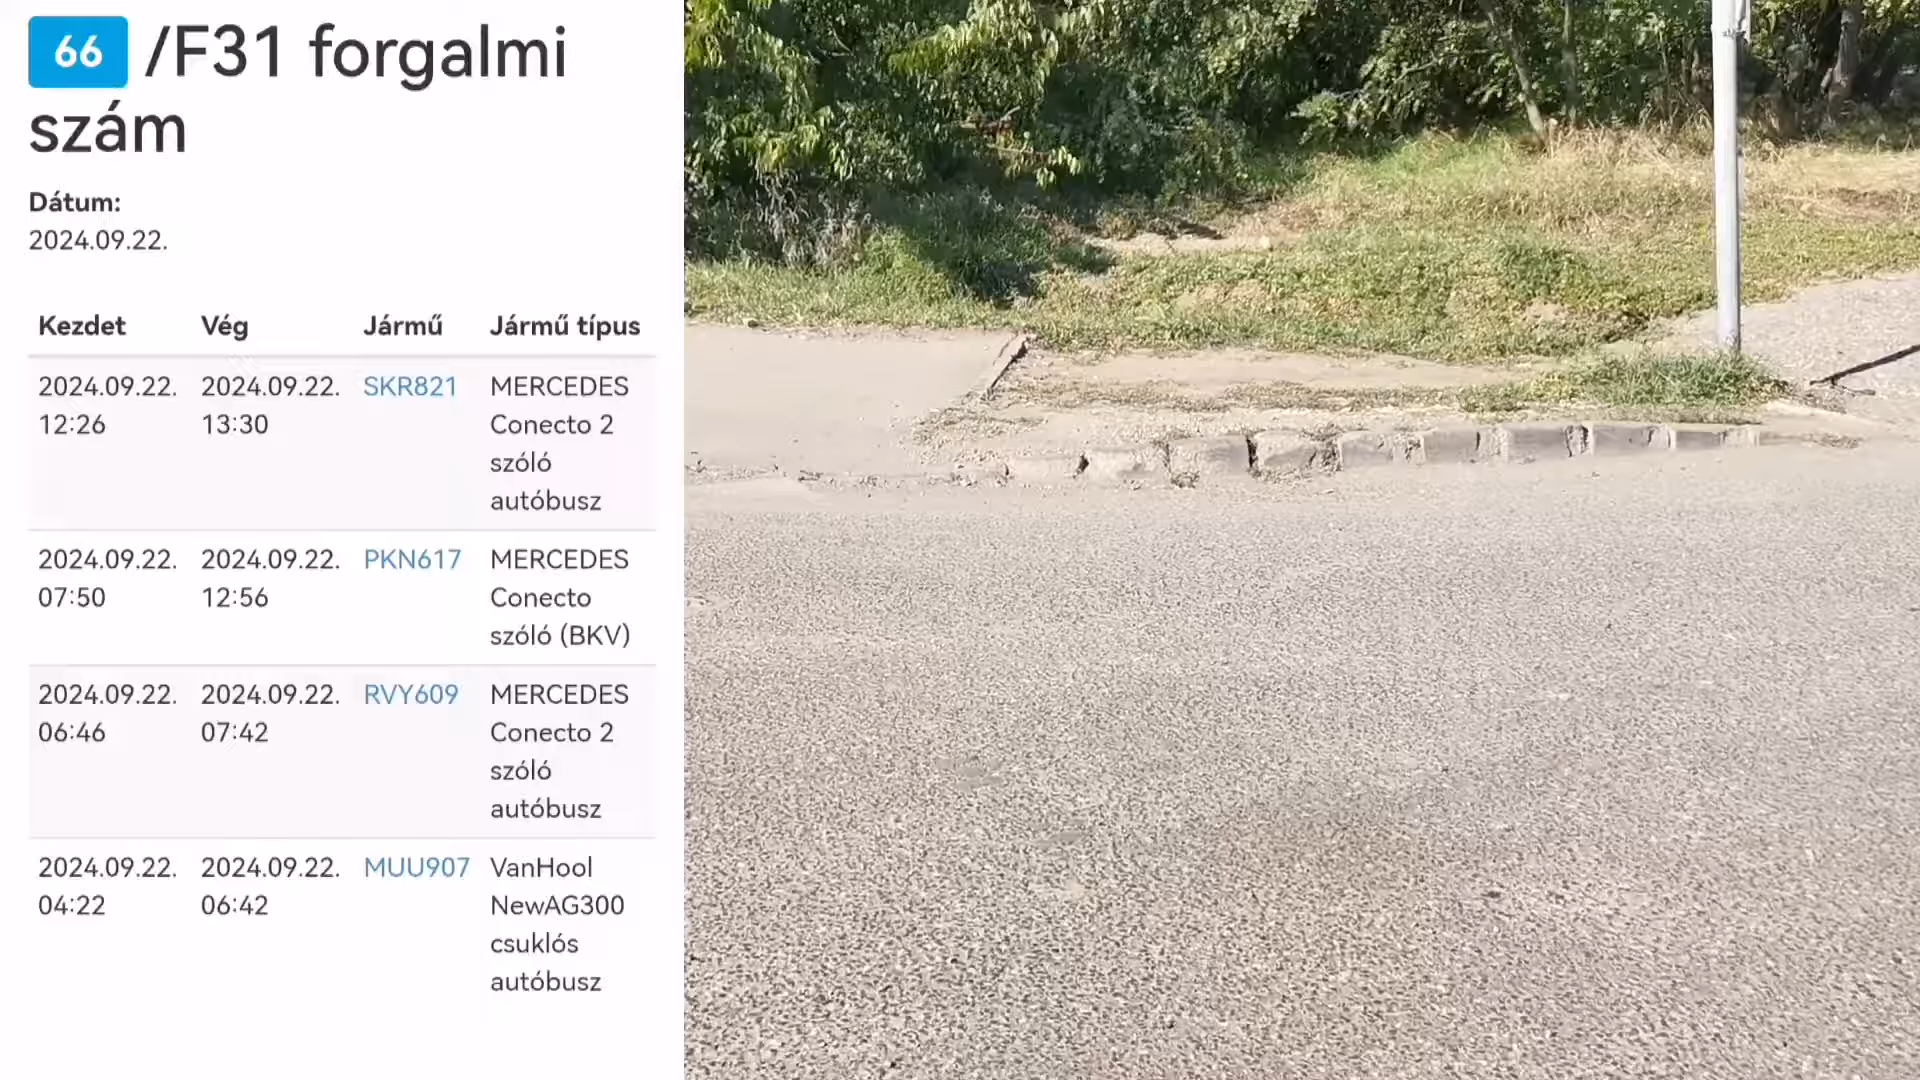 66 /F31 forgalmi
szám
Dátum:
2024.09.22.
Kezdet Vég Jármű Jármű típus
2024.09.22. 2024.09.22. SKR821 MERCEDES
12:26 13:30 Conecto 2
szóló
autóbusz
2024.09.22. 2024.09.22. PKN617 MERCEDES
07:50 12:56 Conecto
szóló (BKV)
2024.09.22. 2024.09.22. RVY609 MERCEDES
06:46 07:42 Conecto 2
szóló
autóbusz
2024.09.22. 2024.09.22. MUU907 VanHool
04:22 06:42 NewAG300
csuklós
autóbusz